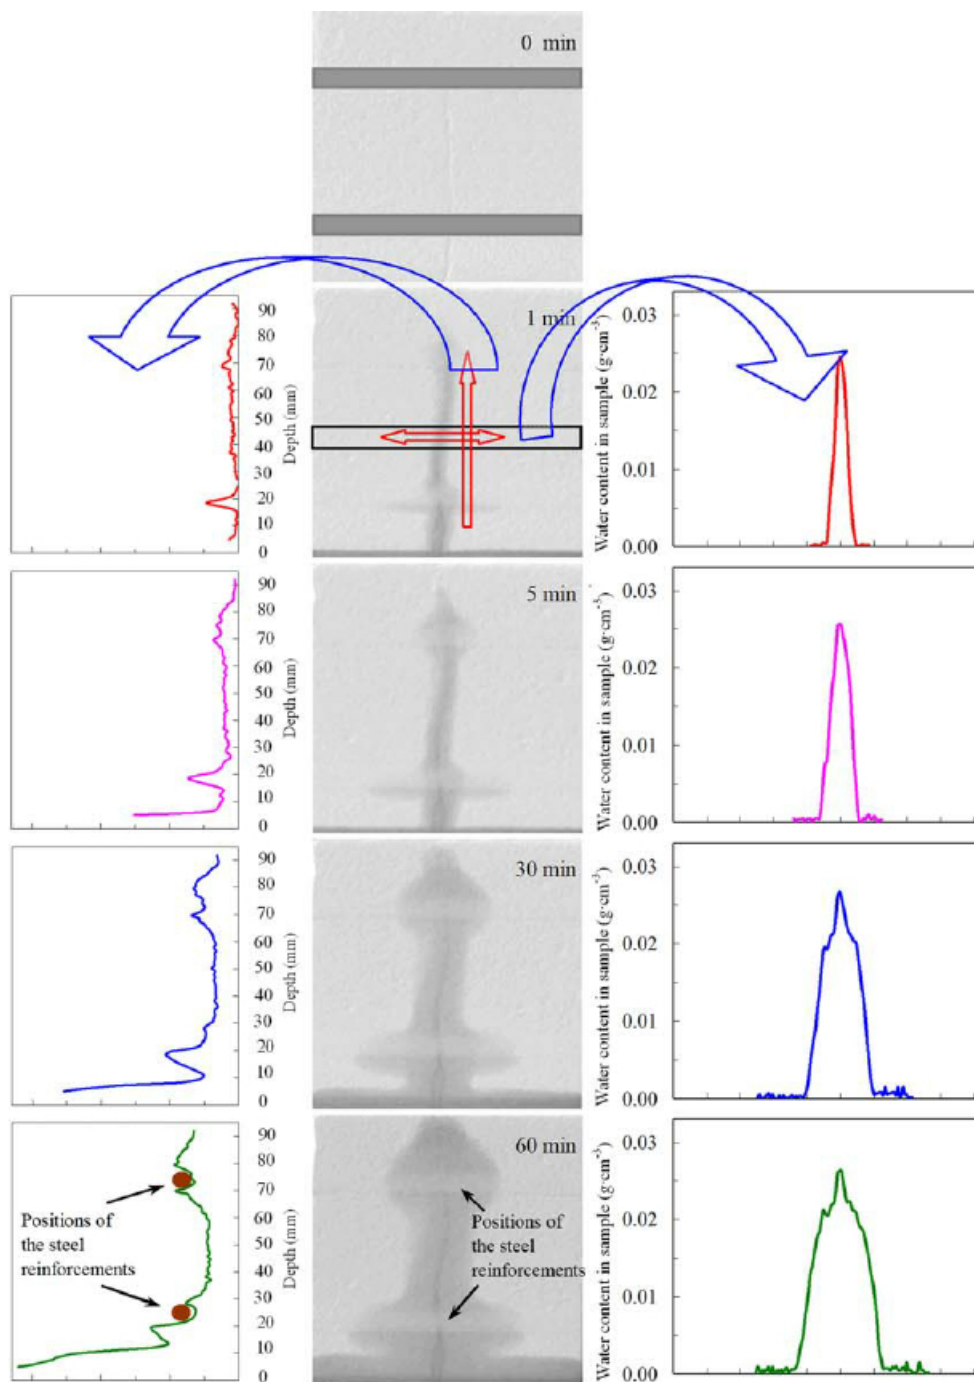 0 min
1 min
90
80
70
60
50
40
30
20
10
0
Depth (mm)
0.03
0.02
0.01
0.00
Water content in sample (g·cm⁻³)
5 min
90
80
70
60
50
40
30
20
10
0
Depth (mm)
0.03
0.02
0.01
0.00
Water content in sample (g·cm⁻³)
30 min
90
80
70
60
50
40
30
20
10
0
Depth (mm)
0.03
0.02
0.01
0.00
Water content in sample (g·cm⁻³)
60 min
90
80
70
60
50
40
30
20
10
0
Depth (mm)
Positions of
the steel
reinforcements
Positions of
the steel
reinforcements
0.03
0.02
0.01
0.00
Water content in sample (g·cm⁻³)